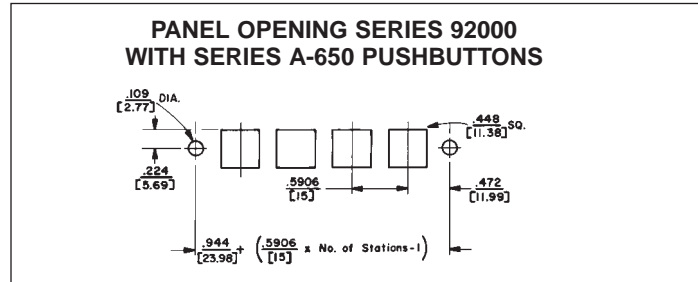 PANEL OPENING SERIES 92000
WITH SERIES A-650 PUSHBUTTONS
.109
[2.77] DIA.
.448
[11.38] SQ.
.224
[5.69]
.5906
[15]
.472
[11.99]
.944
[23.98] + (.5906
[15] x No. of Stations-1)